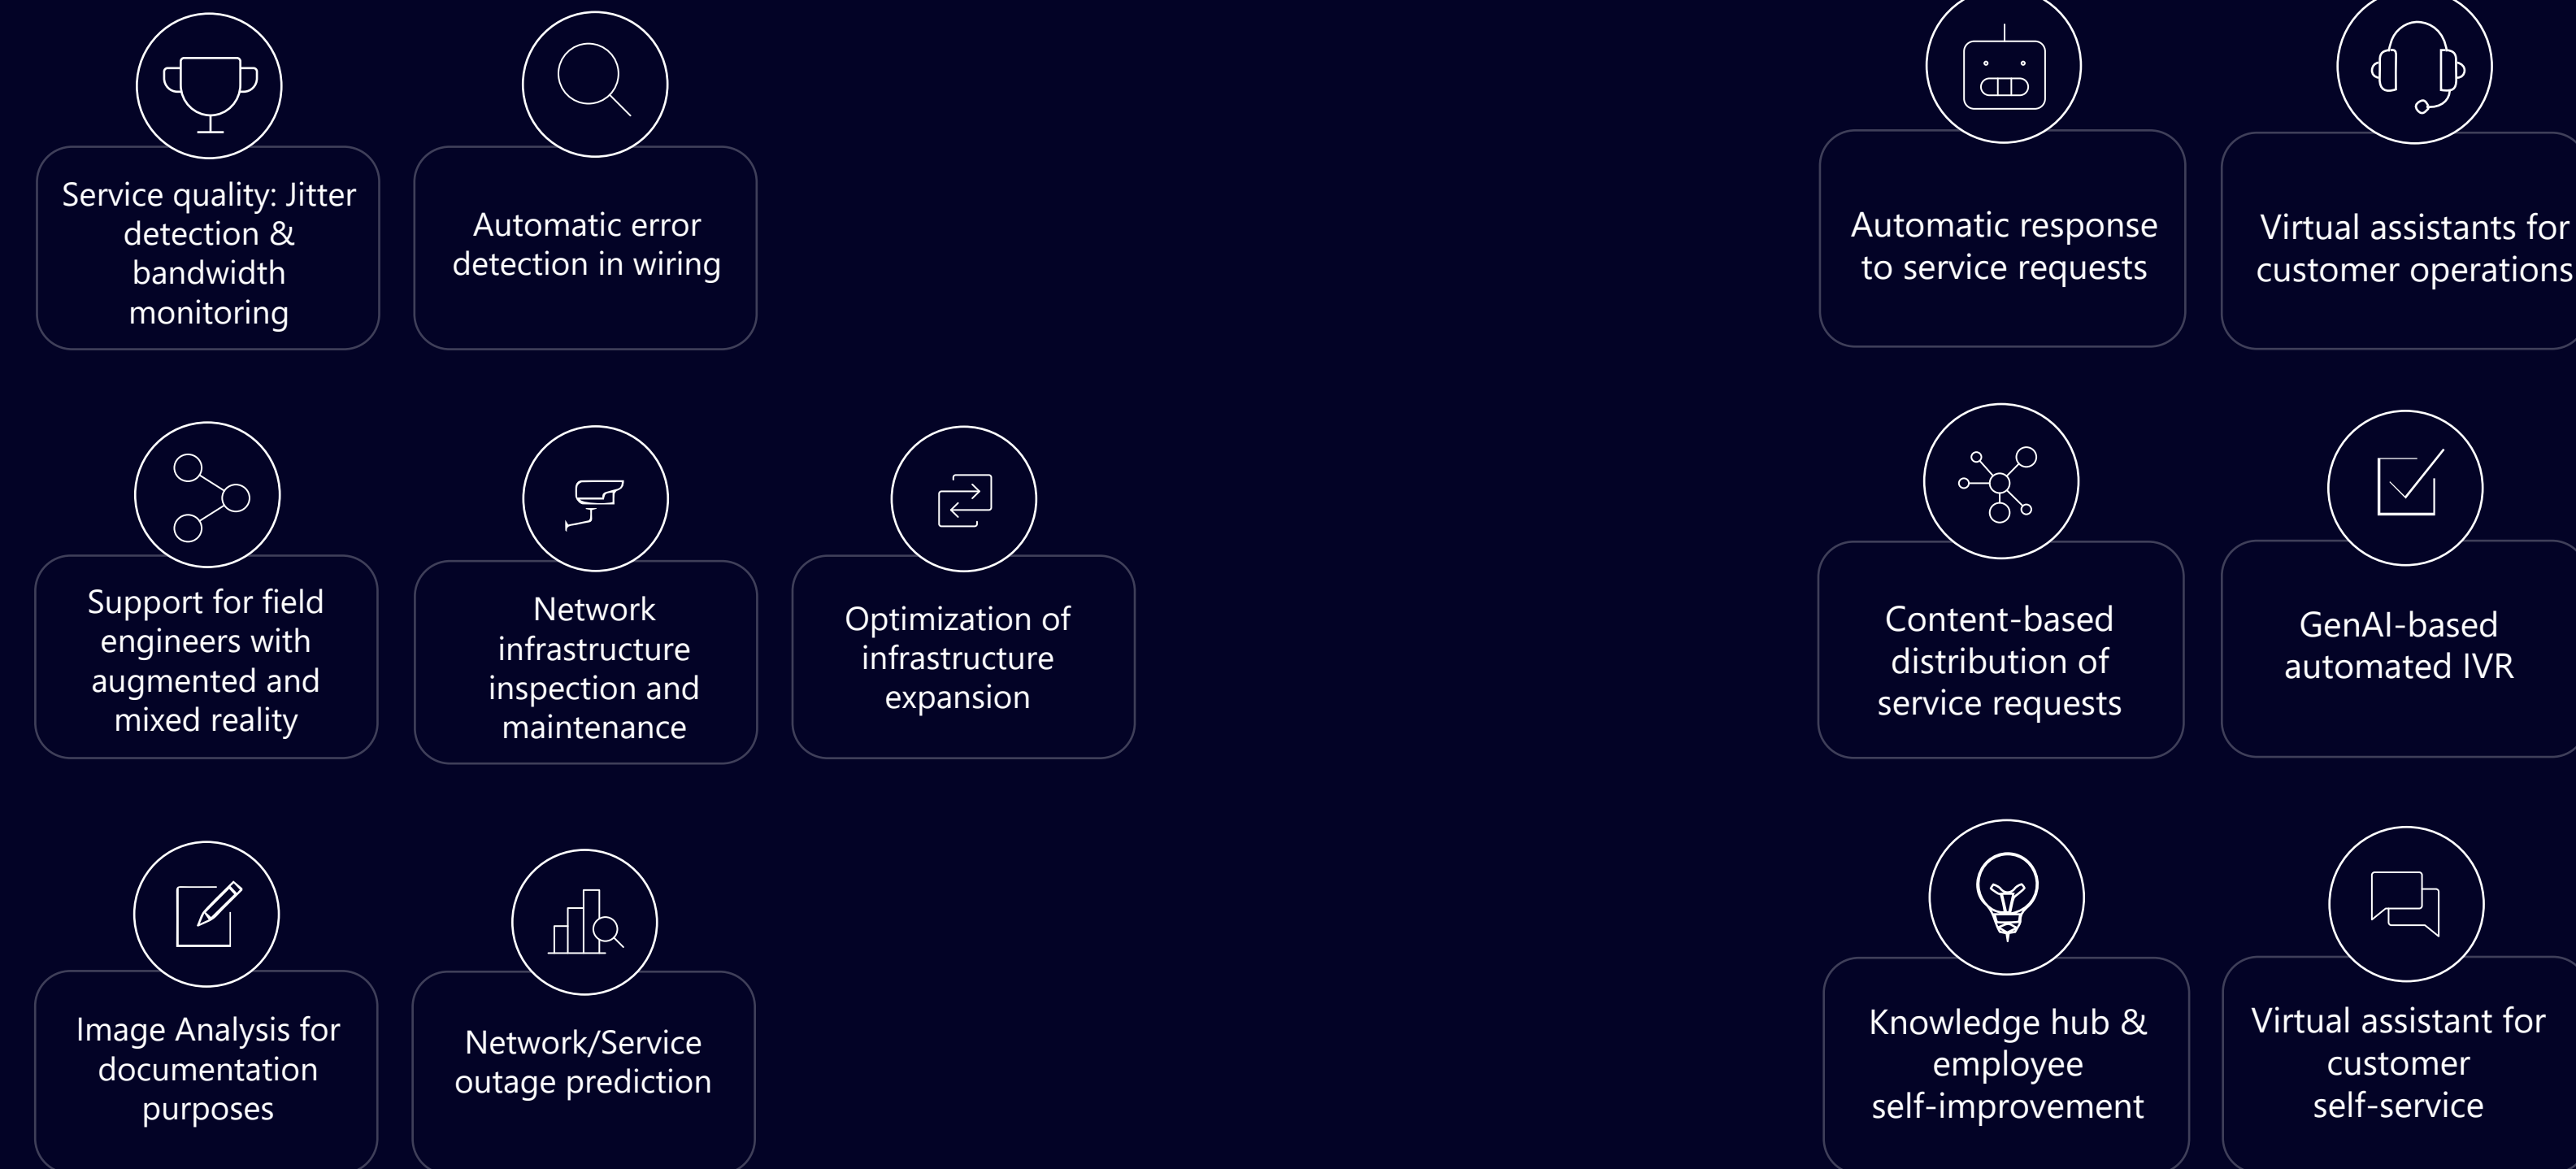 Service quality: Jitter
detection &
bandwidth
monitoring
Automatic error
detection in wiring
Automatic response
to service requests
Virtual assistants for
customer operations
Support for field
engineers with
augmented and
mixed reality
Network
infrastructure
inspection and
maintenance
Optimization of
infrastructure
expansion
Content-based
distribution of
service requests
GenAI-based
automated IVR
Image Analysis for
documentation
purposes
Network/Service
outage prediction
Knowledge hub &
employee
self-improvement
Virtual assistant for
customer
self-service